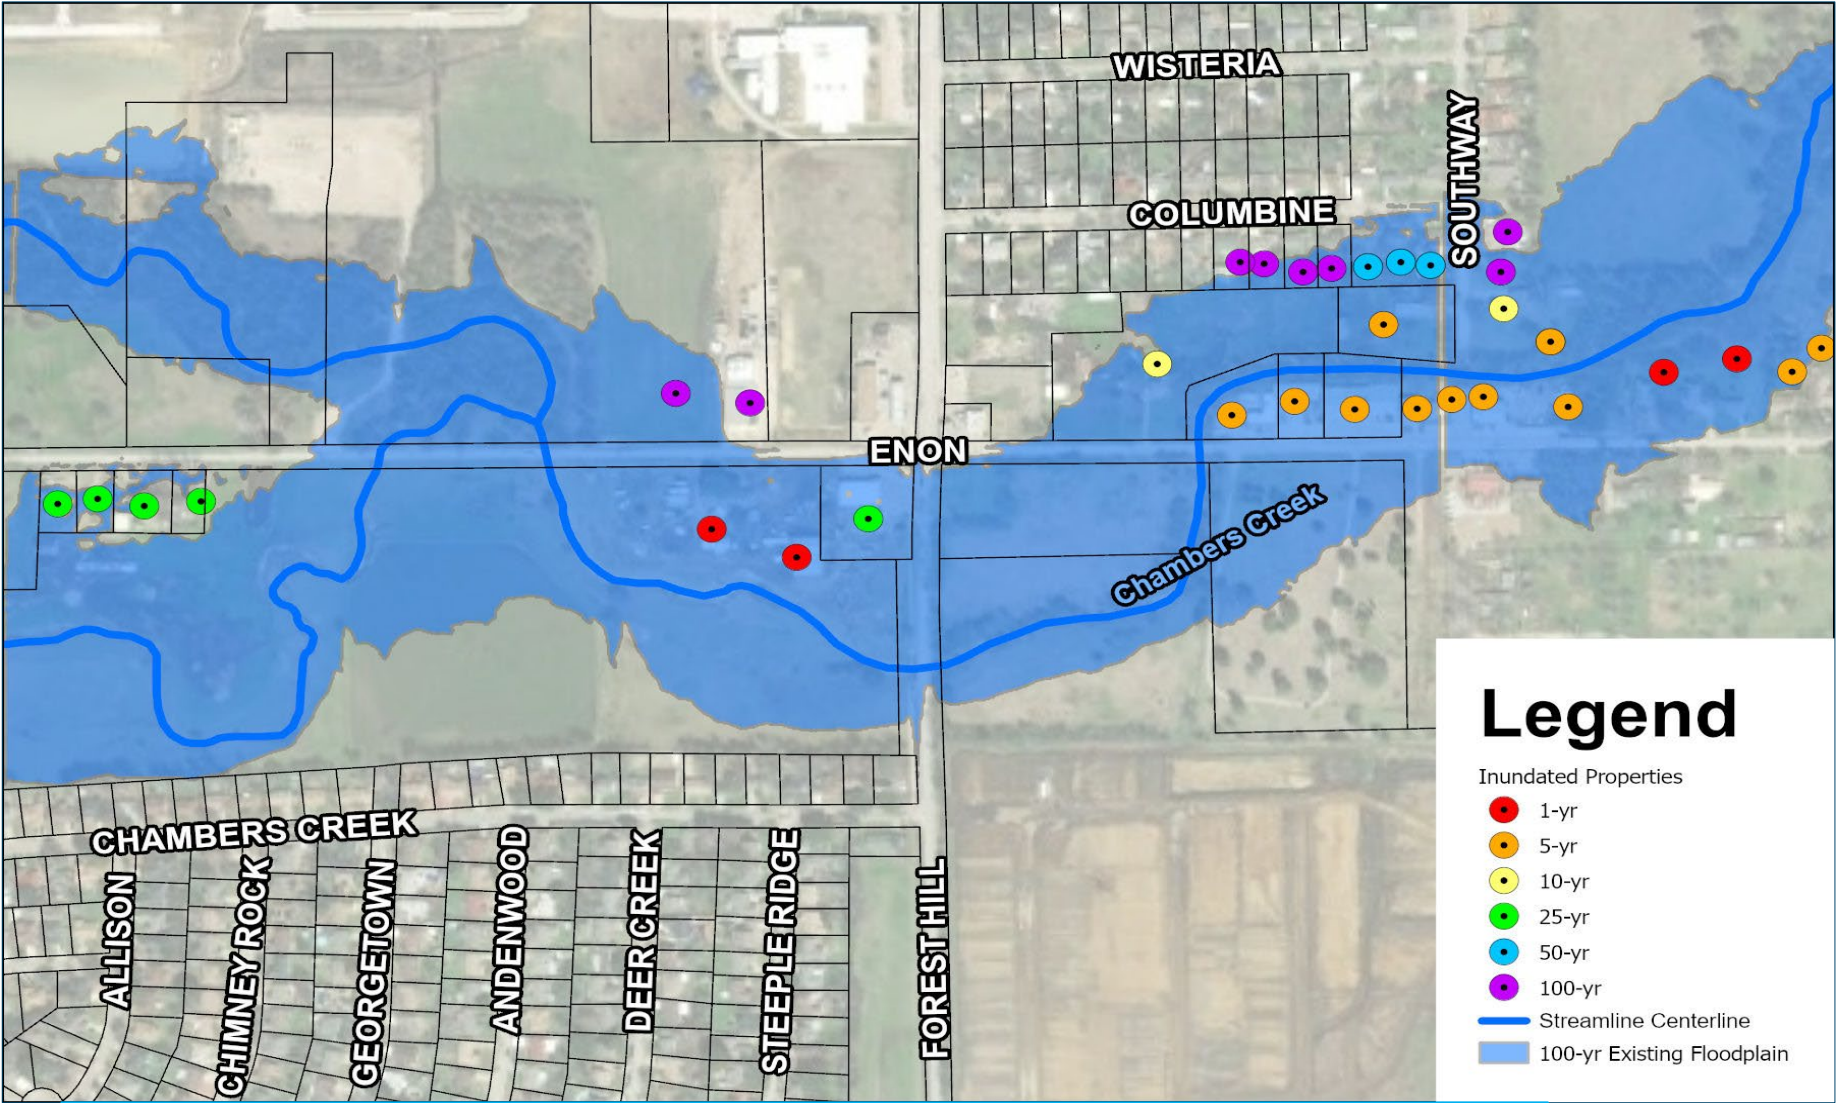 WISTERIA
SOUTHWAY
COLUMBINE
ENON
Chambers Creek
CHAMBERS CREEK
ALLISON
CHIMNEY ROCK
GEORGETOWN
ANDENWOOD
DEER CREEK
STEEPLE RIDGE
FOREST HILL
Legend
Inundated Properties
1-yr
5-yr
10-yr
25-yr
50-yr
100-yr
Streamline Centerline
100-yr Existing Floodplain